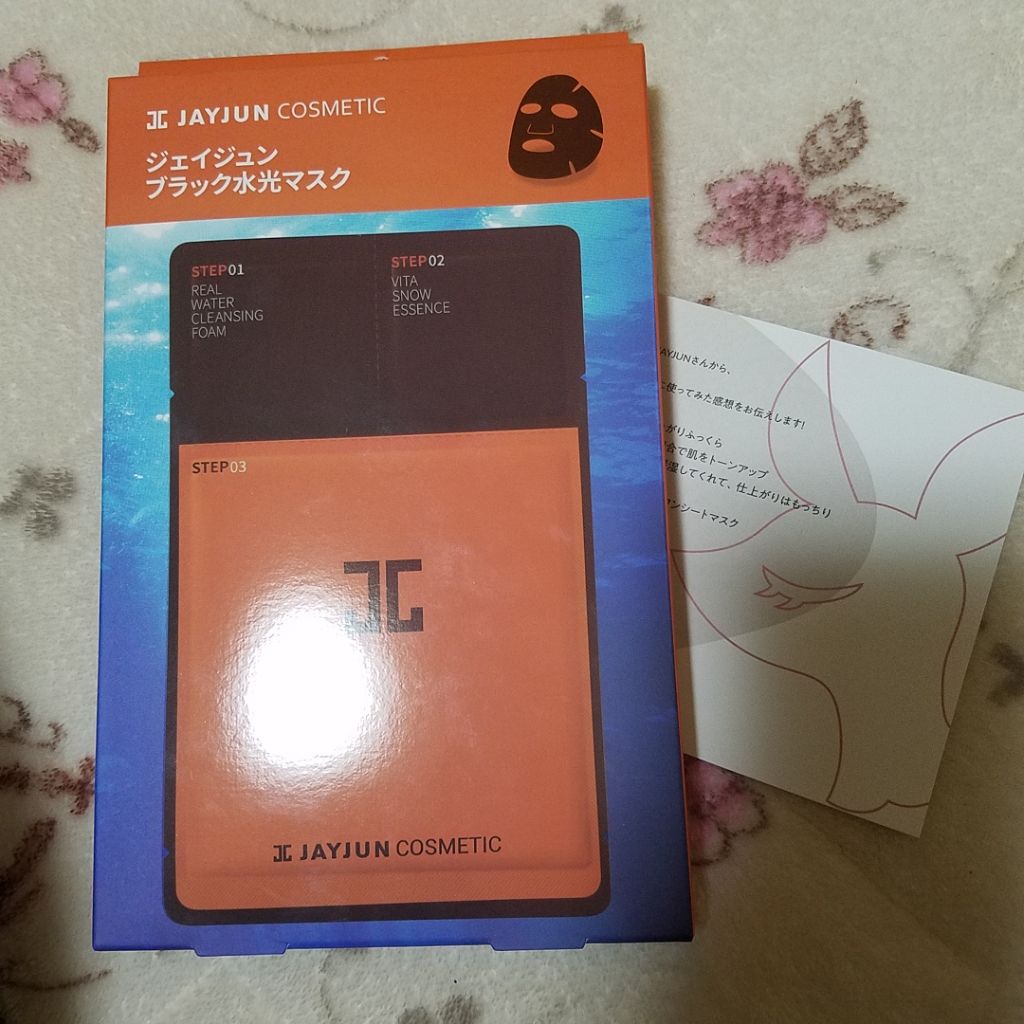 JAYJUN COSMETIC
ジェイジュン
ブラック水光マスク
STEP01
REAL
WATER
CLEANSING
FOAM
STEP02
VITA
SNOW
ESSENCE
STEP03
JAYJUN COSMETIC
AYJUNさんから、
使ってみた感想をお伝えします!
がりふっくら
合で肌をトーンアップ
湿してくれて、仕上がりはもっちり
シートマスク